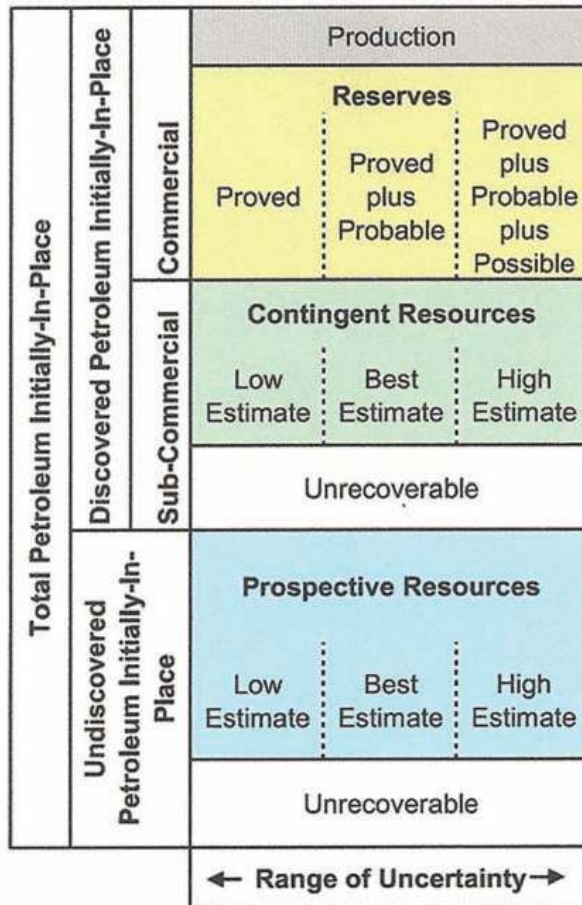 Total Petroleum Initially-In-Place
Discovered Petroleum Initially-In-Place
Commercial
Production
Reserves
Proved
Proved
plus
Probable
Proved
plus
Probable
plus
Possible
Sub-Commercial
Contingent Resources
Low
Estimate
Best
Estimate
High
Estimate
Unrecoverable
Undiscovered
Petroleum Initially-In-
Place
Prospective Resources
Low
Estimate
Best
Estimate
High
Estimate
Unrecoverable
Range of Uncertainty